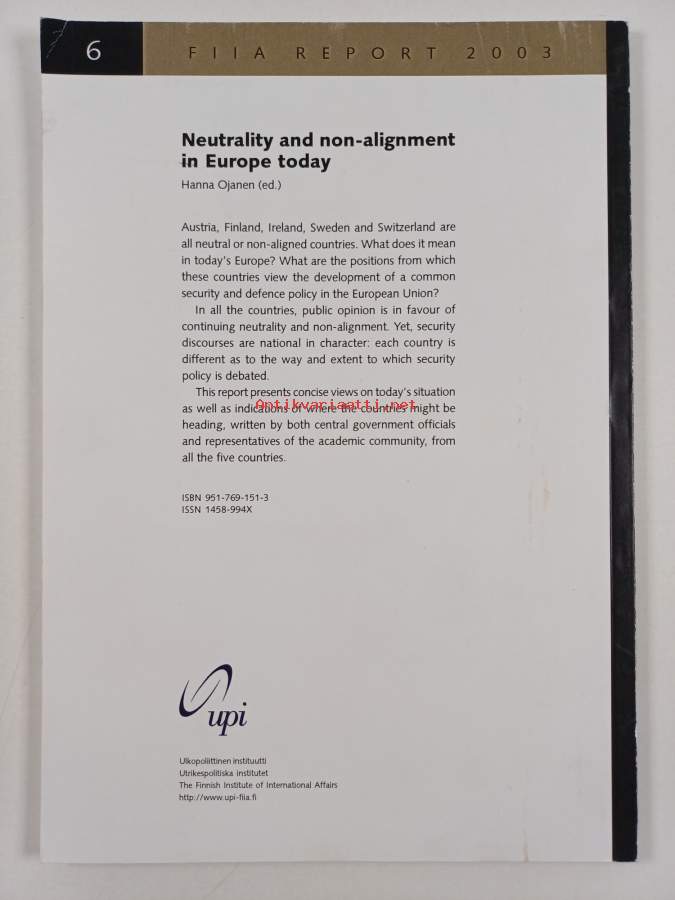 6
FIIA REPORT 2003
Neutrality and non-alignment
in Europe today
Hanna Ojanen (ed.)
Austria, Finland, Ireland, Sweden and Switzerland are
all neutral or non-aligned countries. What does it mean
in today's Europe? What are the positions from which
these countries view the development of a common
security and defence policy in the European Union?
In all the countries, public opinion is in favour of
continuing neutrality and non-alignment. Yet, security
discourses are national in character: each country is
different as to the way and extent to which security
policy is debated.
This report presents concise views on today's situation
as well as indications of where the countries might be
Antikvariaatti.net
heading, written by both central government officials
and representatives of the academic community, from
all the five countries.
ISBN 951-769-151-3
ISSN 1458-994X
upi
Ulkopoliittinen instituutti
Utrikespolitiska institutet
The Finnish Institute of International Affairs
http://www.upi-fiia.fi